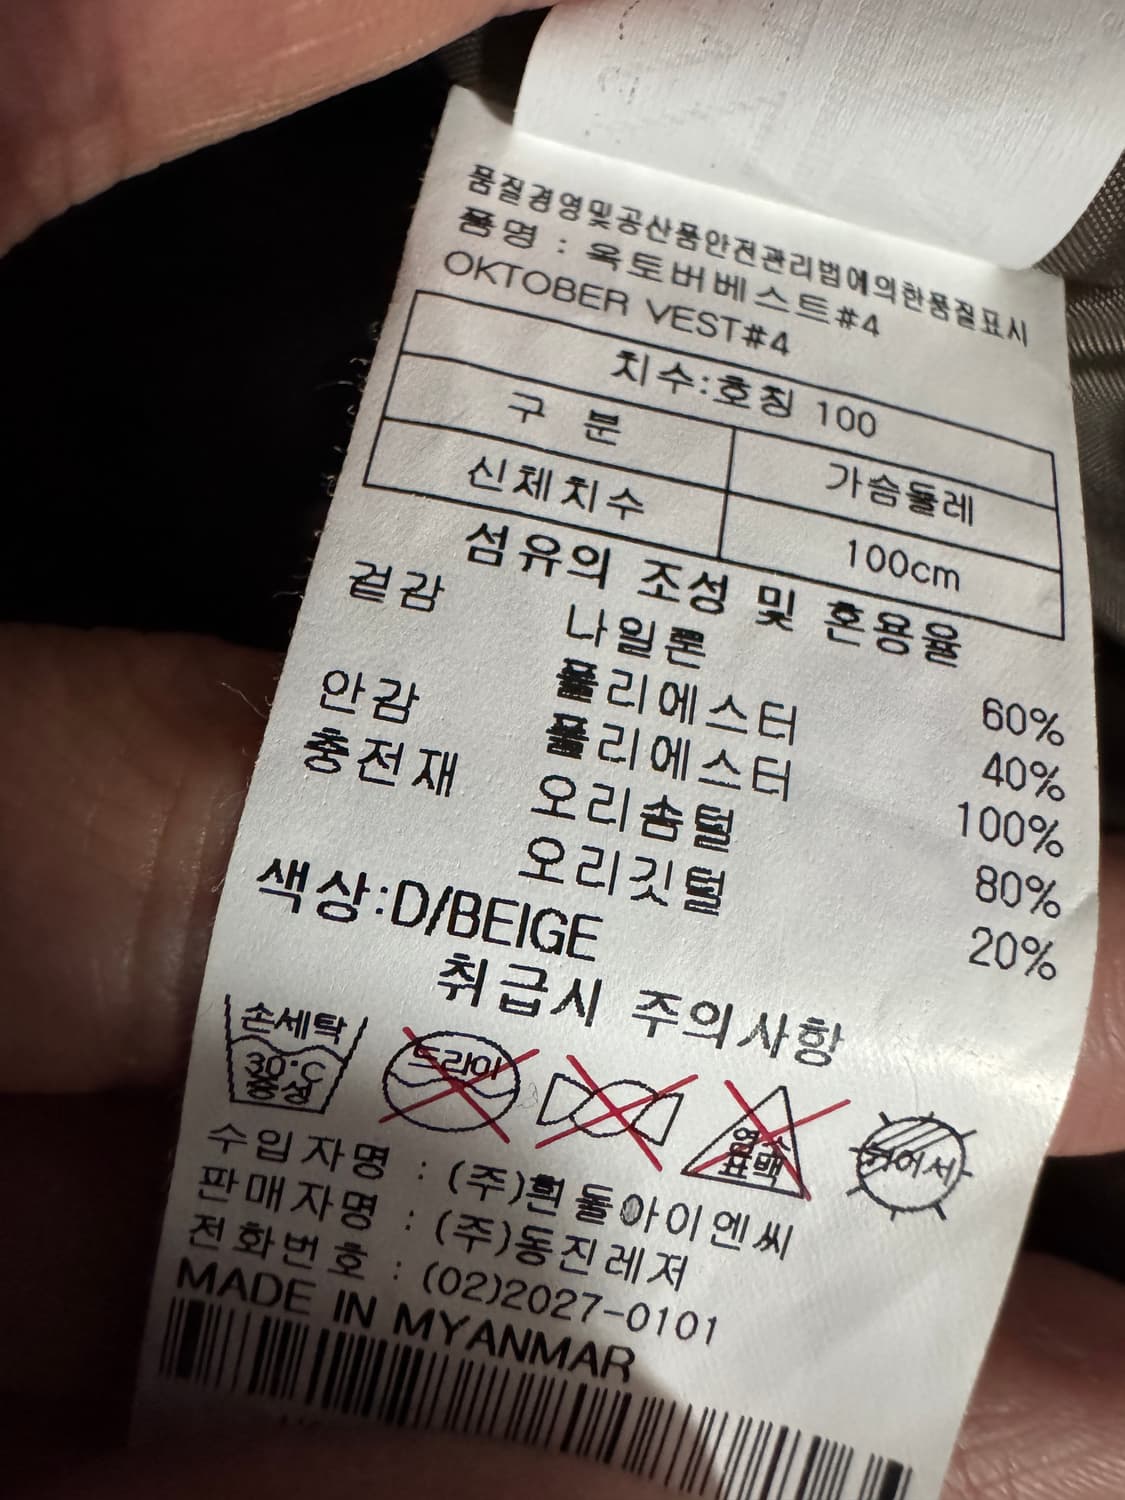 품질경영및공산품안전관리법에의한품질표시
품명 : 옥토버베스트#4
OKTOBER VEST#4
치수:호칭 100
구 분 가슴둘레
신체치수 100cm
섬유의 조성 및 혼용율
겉감 나일론 60%
폴리에스터 40%
안감 폴리에스터 100%
충전재 오리솜털 80%
오리깃털 20%
색상:D/BEIGE
취급시 주의사항
손세탁
30°C
중성
드라이
염소
표백
뉘어서
수입자명 : (주)흰돌아이엔씨
판매자명 : (주)동진레저
전화번호 : (02)2027-0101
MADE IN MYANMAR